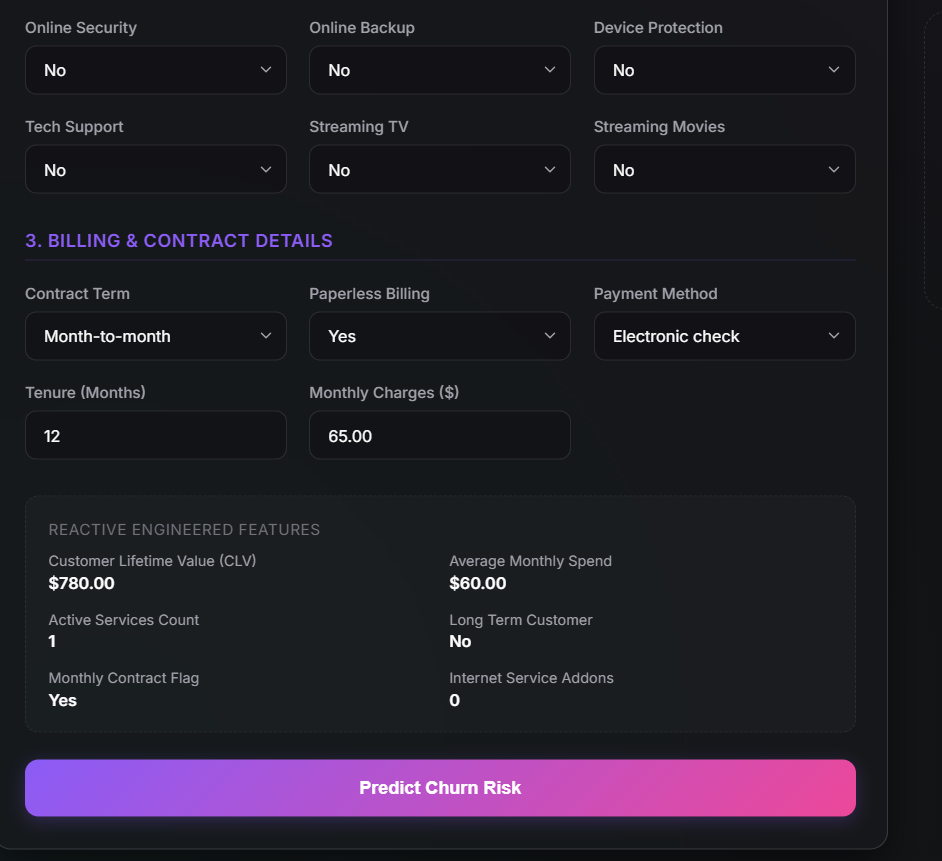 Online Security Online Backup Device Protection
No No No
Tech Support Streaming TV Streaming Movies
No No No
3. BILLING & CONTRACT DETAILS
Contract Term Paperless Billing Payment Method
Month-to-month Yes Electronic check
Tenure (Months) Monthly Charges ($)
12 65.00
REACTIVE ENGINEERED FEATURES
Customer Lifetime Value (CLV) Average Monthly Spend
$780.00 $60.00
Active Services Count Long Term Customer
1 No
Monthly Contract Flag Internet Service Addons
Yes 0
Predict Churn Risk